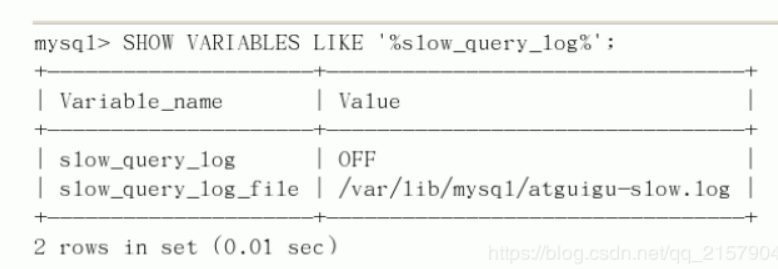 mysql> SHOW VARIABLES LIKE '%slow_query_log%';
+---------------------+--------------------------------+
| Variable_name | Value |
+---------------------+--------------------------------+
| slow_query_log | OFF |
| slow_query_log_file | /var/lib/mysql/atguigu-slow.log |
+---------------------+--------------------------------+
2 rows in set (0.01 sec)
https://blog.csdn.net/qq_2157904